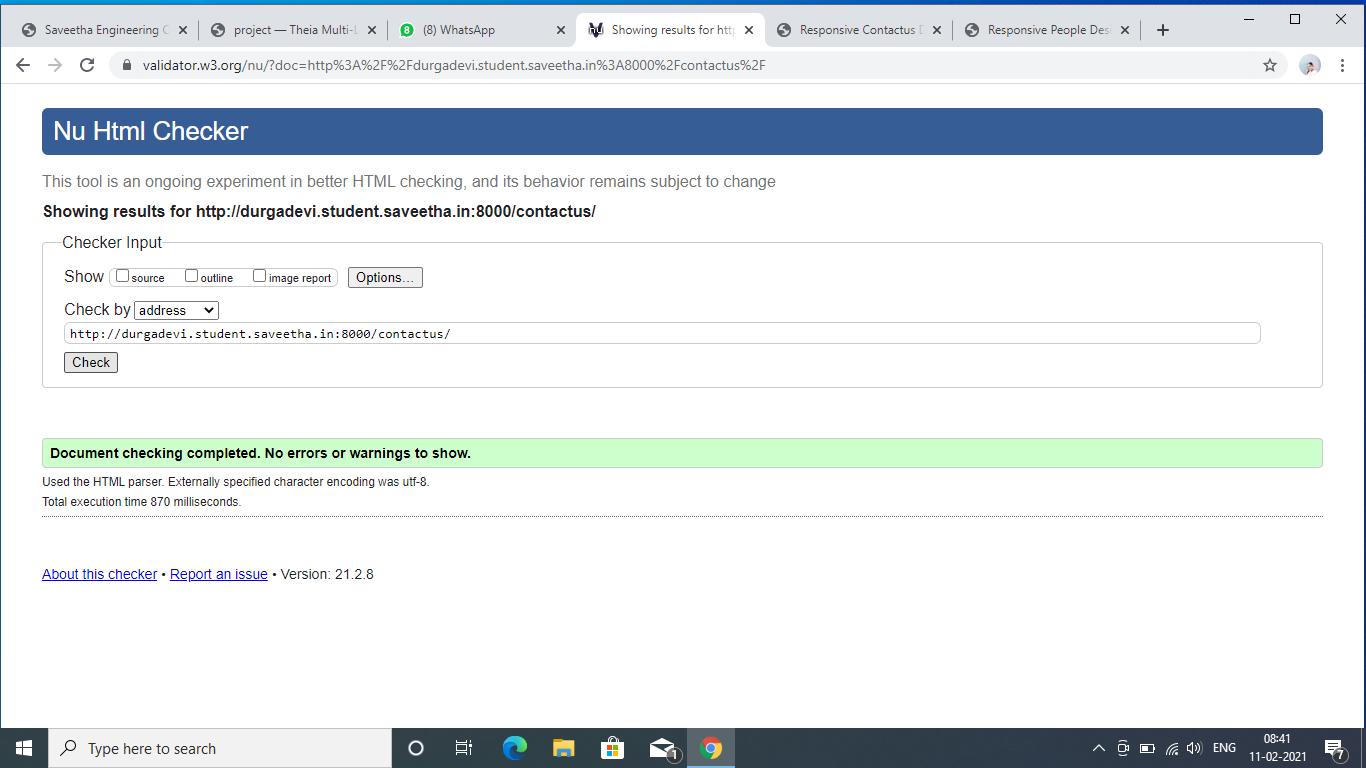 Saveetha Engineering C
project — Theia Multi-L
(8) WhatsApp
Showing results for http
Responsive Contactus D
Responsive People Des
validator.w3.org/nu/?doc=http%3A%2F%2Fdurgadevi.student.saveetha.in%3A8000%2Fcontactus%2F
Nu Html Checker
This tool is an ongoing experiment in better HTML checking, and its behavior remains subject to change
Showing results for http://durgadevi.student.saveetha.in:8000/contactus/
Checker Input
Show source outline image report Options...
Check by address
http://durgadevi.student.saveetha.in:8000/contactus/
Check
Document checking completed. No errors or warnings to show.
Used the HTML parser. Externally specified character encoding was utf-8.
Total execution time 870 milliseconds.
About this checker • Report an issue • Version: 21.2.8
Type here to search
1
ENG
08:41
11-02-2021
7